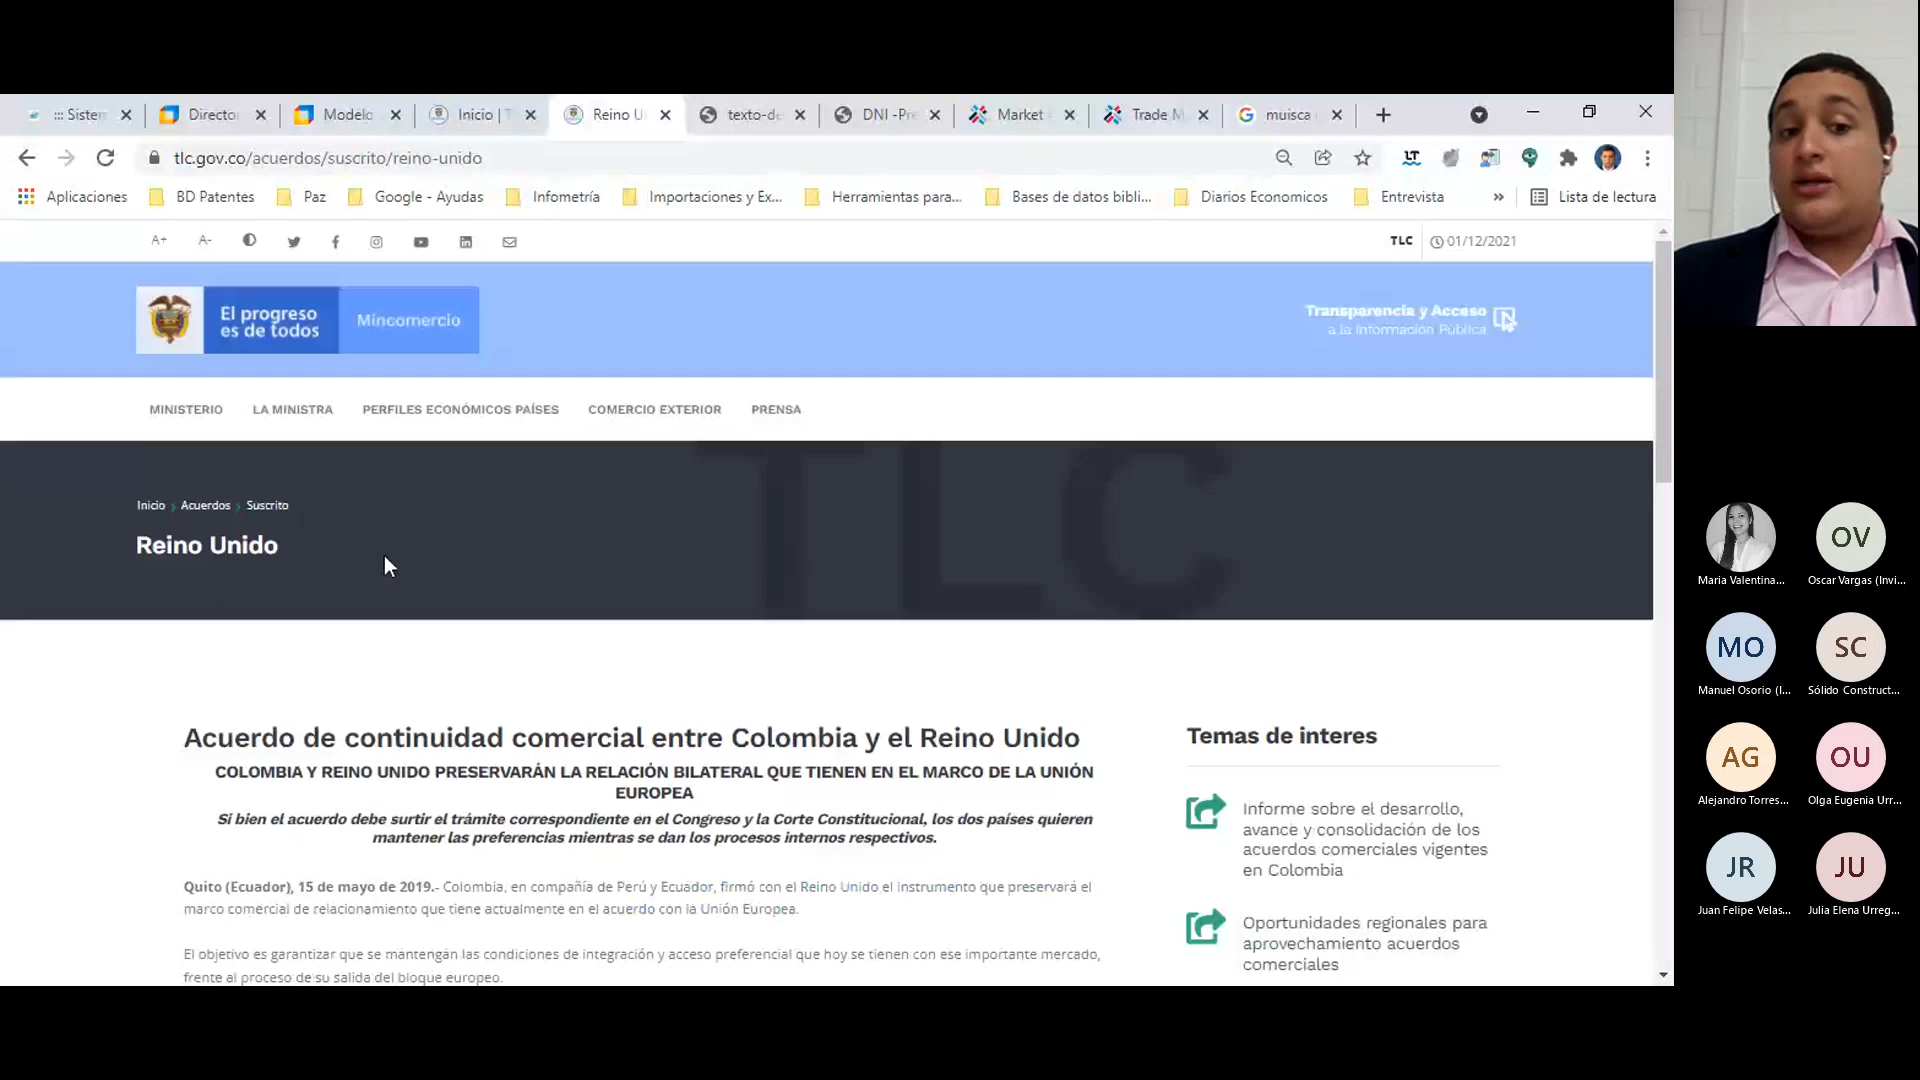 ::: Sisten
Director
Modelo
Inicio | T
Reino U
texto-de
DNI -Pre
Market
Trade M
muisca
tlc.gov.co/acuerdos/suscrito/reino-unido
LT
Aplicaciones
BD Patentes
Paz
Google - Ayudas
Infometría
Importaciones y Ex...
Herramientas para...
Bases de datos bibli...
Diarios Economicos
Entrevista
»
Lista de lectura
A+
A-
TLC
01/12/2021
El progreso
es de todos
Mincomercio
Transparencia y Acceso
a la Información Pública
MINISTERIO
LA MINISTRA
PERFILES ECONÓMICOS PAÍSES
COMERCIO EXTERIOR
PRENSA
TLC
Inicio › Acuerdos › Suscrito
Reino Unido
Acuerdo de continuidad comercial entre Colombia y el Reino Unido
COLOMBIA Y REINO UNIDO PRESERVARÁN LA RELACIÓN BILATERAL QUE TIENEN EN EL MARCO DE LA UNIÓN
EUROPEA
Si bien el acuerdo debe surtir el trámite correspondiente en el Congreso y la Corte Constitucional, los dos países quieren
mantener las preferencias mientras se dan los procesos internos respectivos.
Quito (Ecuador), 15 de mayo de 2019.- Colombia, en compañía de Perú y Ecuador, firmó con el Reino Unido el instrumento que preservará el
marco comercial de relacionamiento que tiene actualmente en el acuerdo con la Unión Europea.
El objetivo es garantizar que se mantengan las condiciones de integración y acceso preferencial que hoy se tienen con ese importante mercado,
frente al proceso de su salida del bloque europeo.
Temas de interes
Informe sobre el desarrollo,
avance y consolidación de los
acuerdos comerciales vigentes
en Colombia
Oportunidades regionales para
aprovechamiento acuerdos
comerciales
Maria Valentina...
OV
Oscar Vargas (Invi...
MO
Manuel Osorio (I...
SC
Sólido Construct...
AG
Alejandro Torres...
OU
Olga Eugenia Urr...
JR
Juan Felipe Velas...
JU
Julia Elena Urreg...